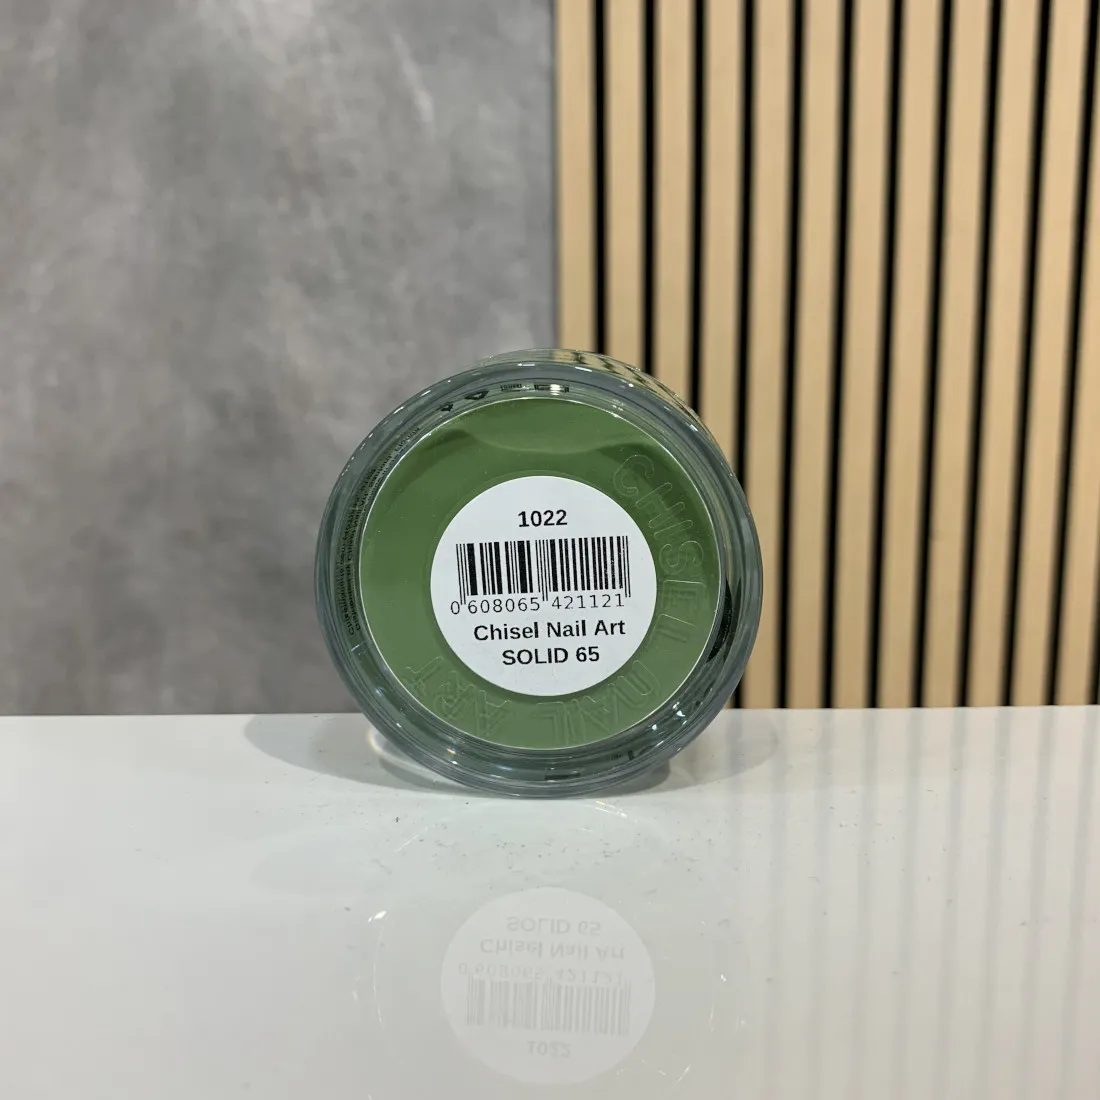 1022
0 608065 421121
Chisel Nail Art
SOLID 65
CHISEL NAIL ART